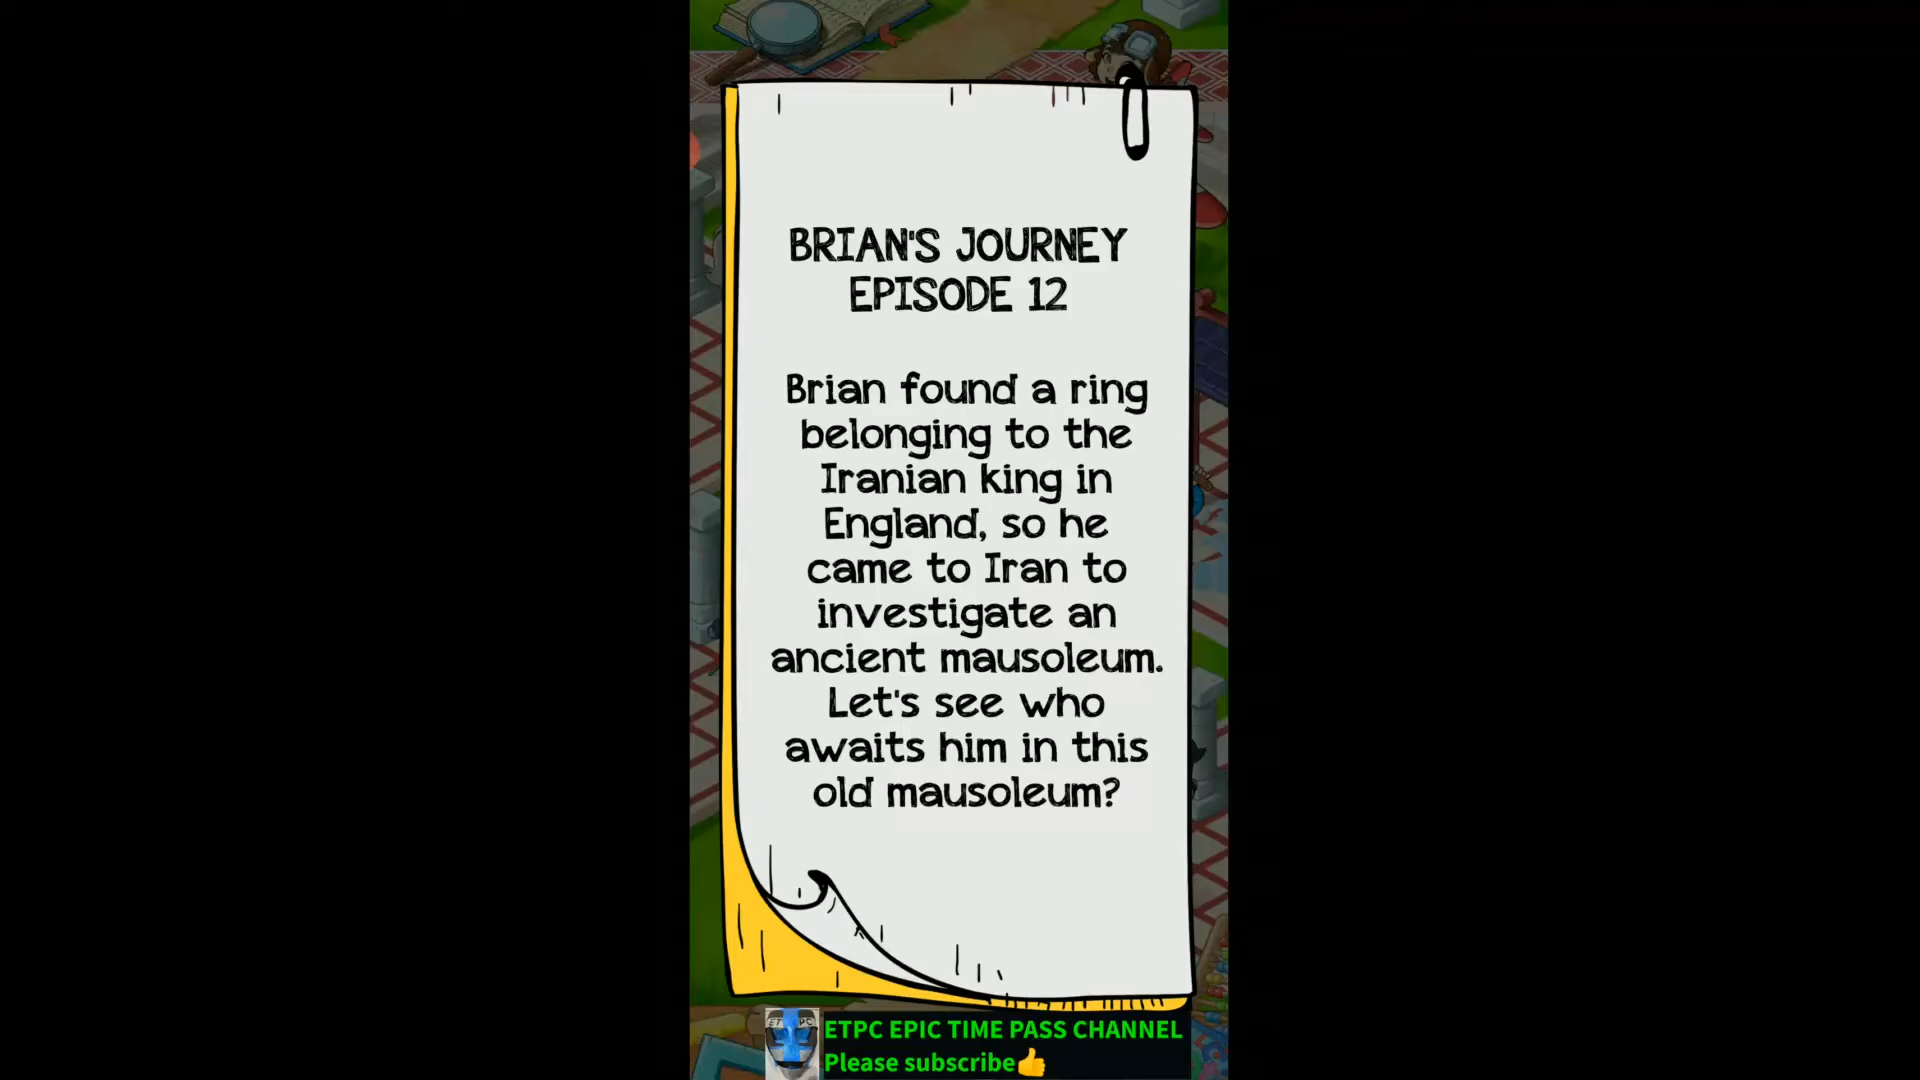 BRIAN'S JOURNEY
EPISODE 12
Brian found a ring
belonging to the
Iranian king in
England, so he
came to Iran to
investigate an
ancient mausoleum.
Let's see who
awaits him in this
old mausoleum?
ET PC
ETPC EPIC TIME PASS CHANNEL
Please subscribe👍